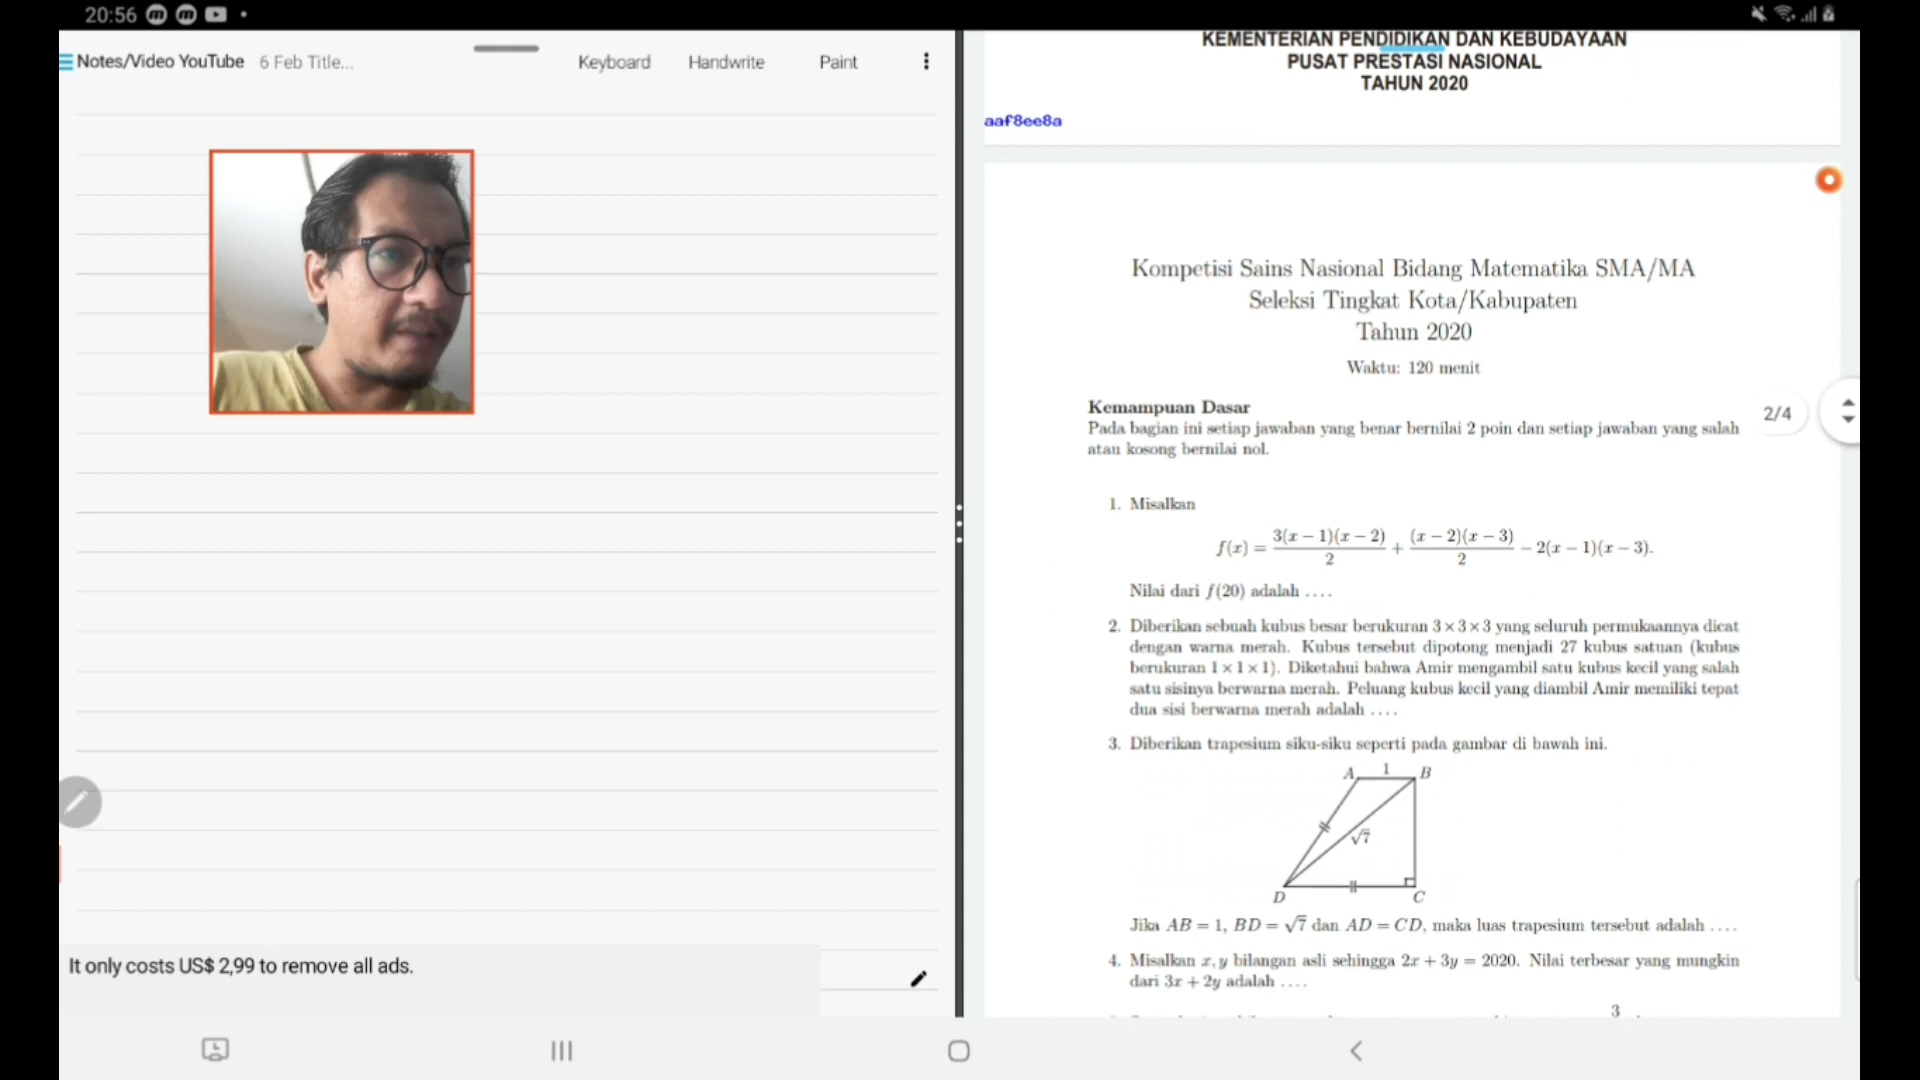 20:56
Notes/Video YouTube 6 Feb Title... Keyboard Handwrite Paint
It only costs US$ 2,99 to remove all ads.
KEMENTERIAN PENDIDIKAN DAN KEBUDAYAAN
PUSAT PRESTASI NASIONAL
TAHUN 2020
aaf8ee8a
Kompetisi Sains Nasional Bidang Matematika SMA/MA
Seleksi Tingkat Kota/Kabupaten
Tahun 2020
Waktu: 120 menit
2/4
Kemampuan Dasar
Pada bagian ini setiap jawaban yang benar bernilai 2 poin dan setiap jawaban yang salah
atau kosong bernilai nol.
1. Misalkan
f(x) = 3(x − 1)(x − 2)/2 + (x − 2)(x − 3)/2 − 2(x − 1)(x − 3).
Nilai dari f(20) adalah ....
2. Diberikan sebuah kubus besar berukuran 3 × 3 × 3 yang seluruh permukaannya dicat
dengan warna merah. Kubus tersebut dipotong menjadi 27 kubus satuan (kubus
berukuran 1 × 1 × 1). Diketahui bahwa Amir mengambil satu kubus kecil yang salah
satu sisinya berwarna merah. Peluang kubus kecil yang diambil Amir memiliki tepat
dua sisi berwarna merah adalah ....
3. Diberikan trapesium siku-siku seperti pada gambar di bawah ini.
A 1 B
√7
D C
Jika AB = 1, BD = √7 dan AD = CD, maka luas trapesium tersebut adalah ....
4. Misalkan x, y bilangan asli sehingga 2x + 3y = 2020. Nilai terbesar yang mungkin
dari 3x + 2y adalah ....
3